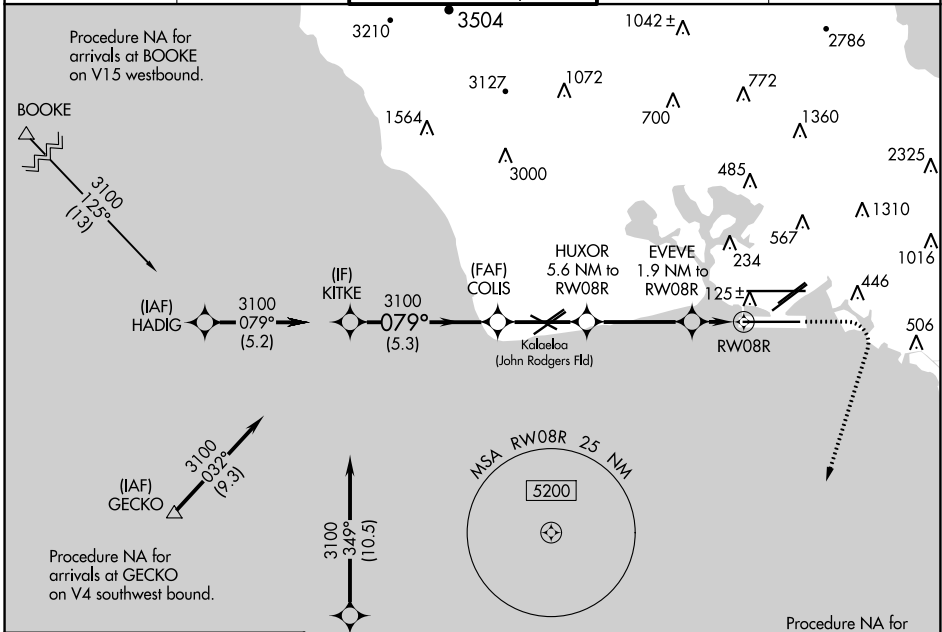 3210
3504
1042 ±
2786
Procedure NA for
arrivals at BOOKE
on V15 westbound.
3127
1072
772
700
1564
1360
BOOKE
3000
485
2325
3100
125°
(13)
1310
567
234
1016
HUXOR
5.6 NM to
RW08R
EVEVE
1.9 NM to
RW08R
(IF)
KITKE
(FAF)
COLIS
125 ±
446
(IAF)
HADIG
3100
079°
(5.2)
3100
079°
(5.3)
Kalaeloa
(John Rodgers Fld)
RW08R
506
3100
032°
(9.3)
(IAF)
GECKO
MSA RW08R 25 NM
5200
3100
349°
(10.5)
Procedure NA for
arrivals at GECKO
on V4 southwest bound.
Procedure NA for